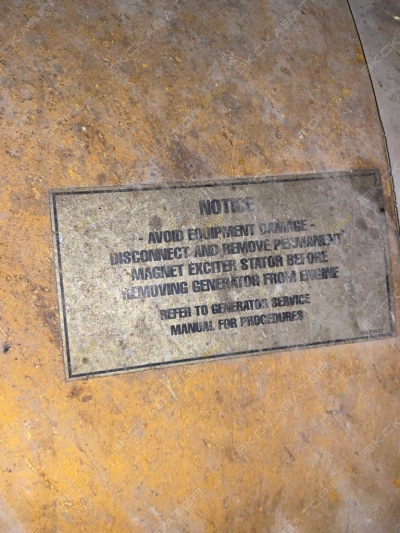 NOTICE
- AVOID EQUIPMENT DAMAGE -
DISCONNECT AND REMOVE PERMANENT
MAGNET EXCITER STATOR BEFORE
REMOVING GENERATOR FROM ENGINE
REFER TO GENERATOR SERVICE
MANUAL FOR PROCEDURES